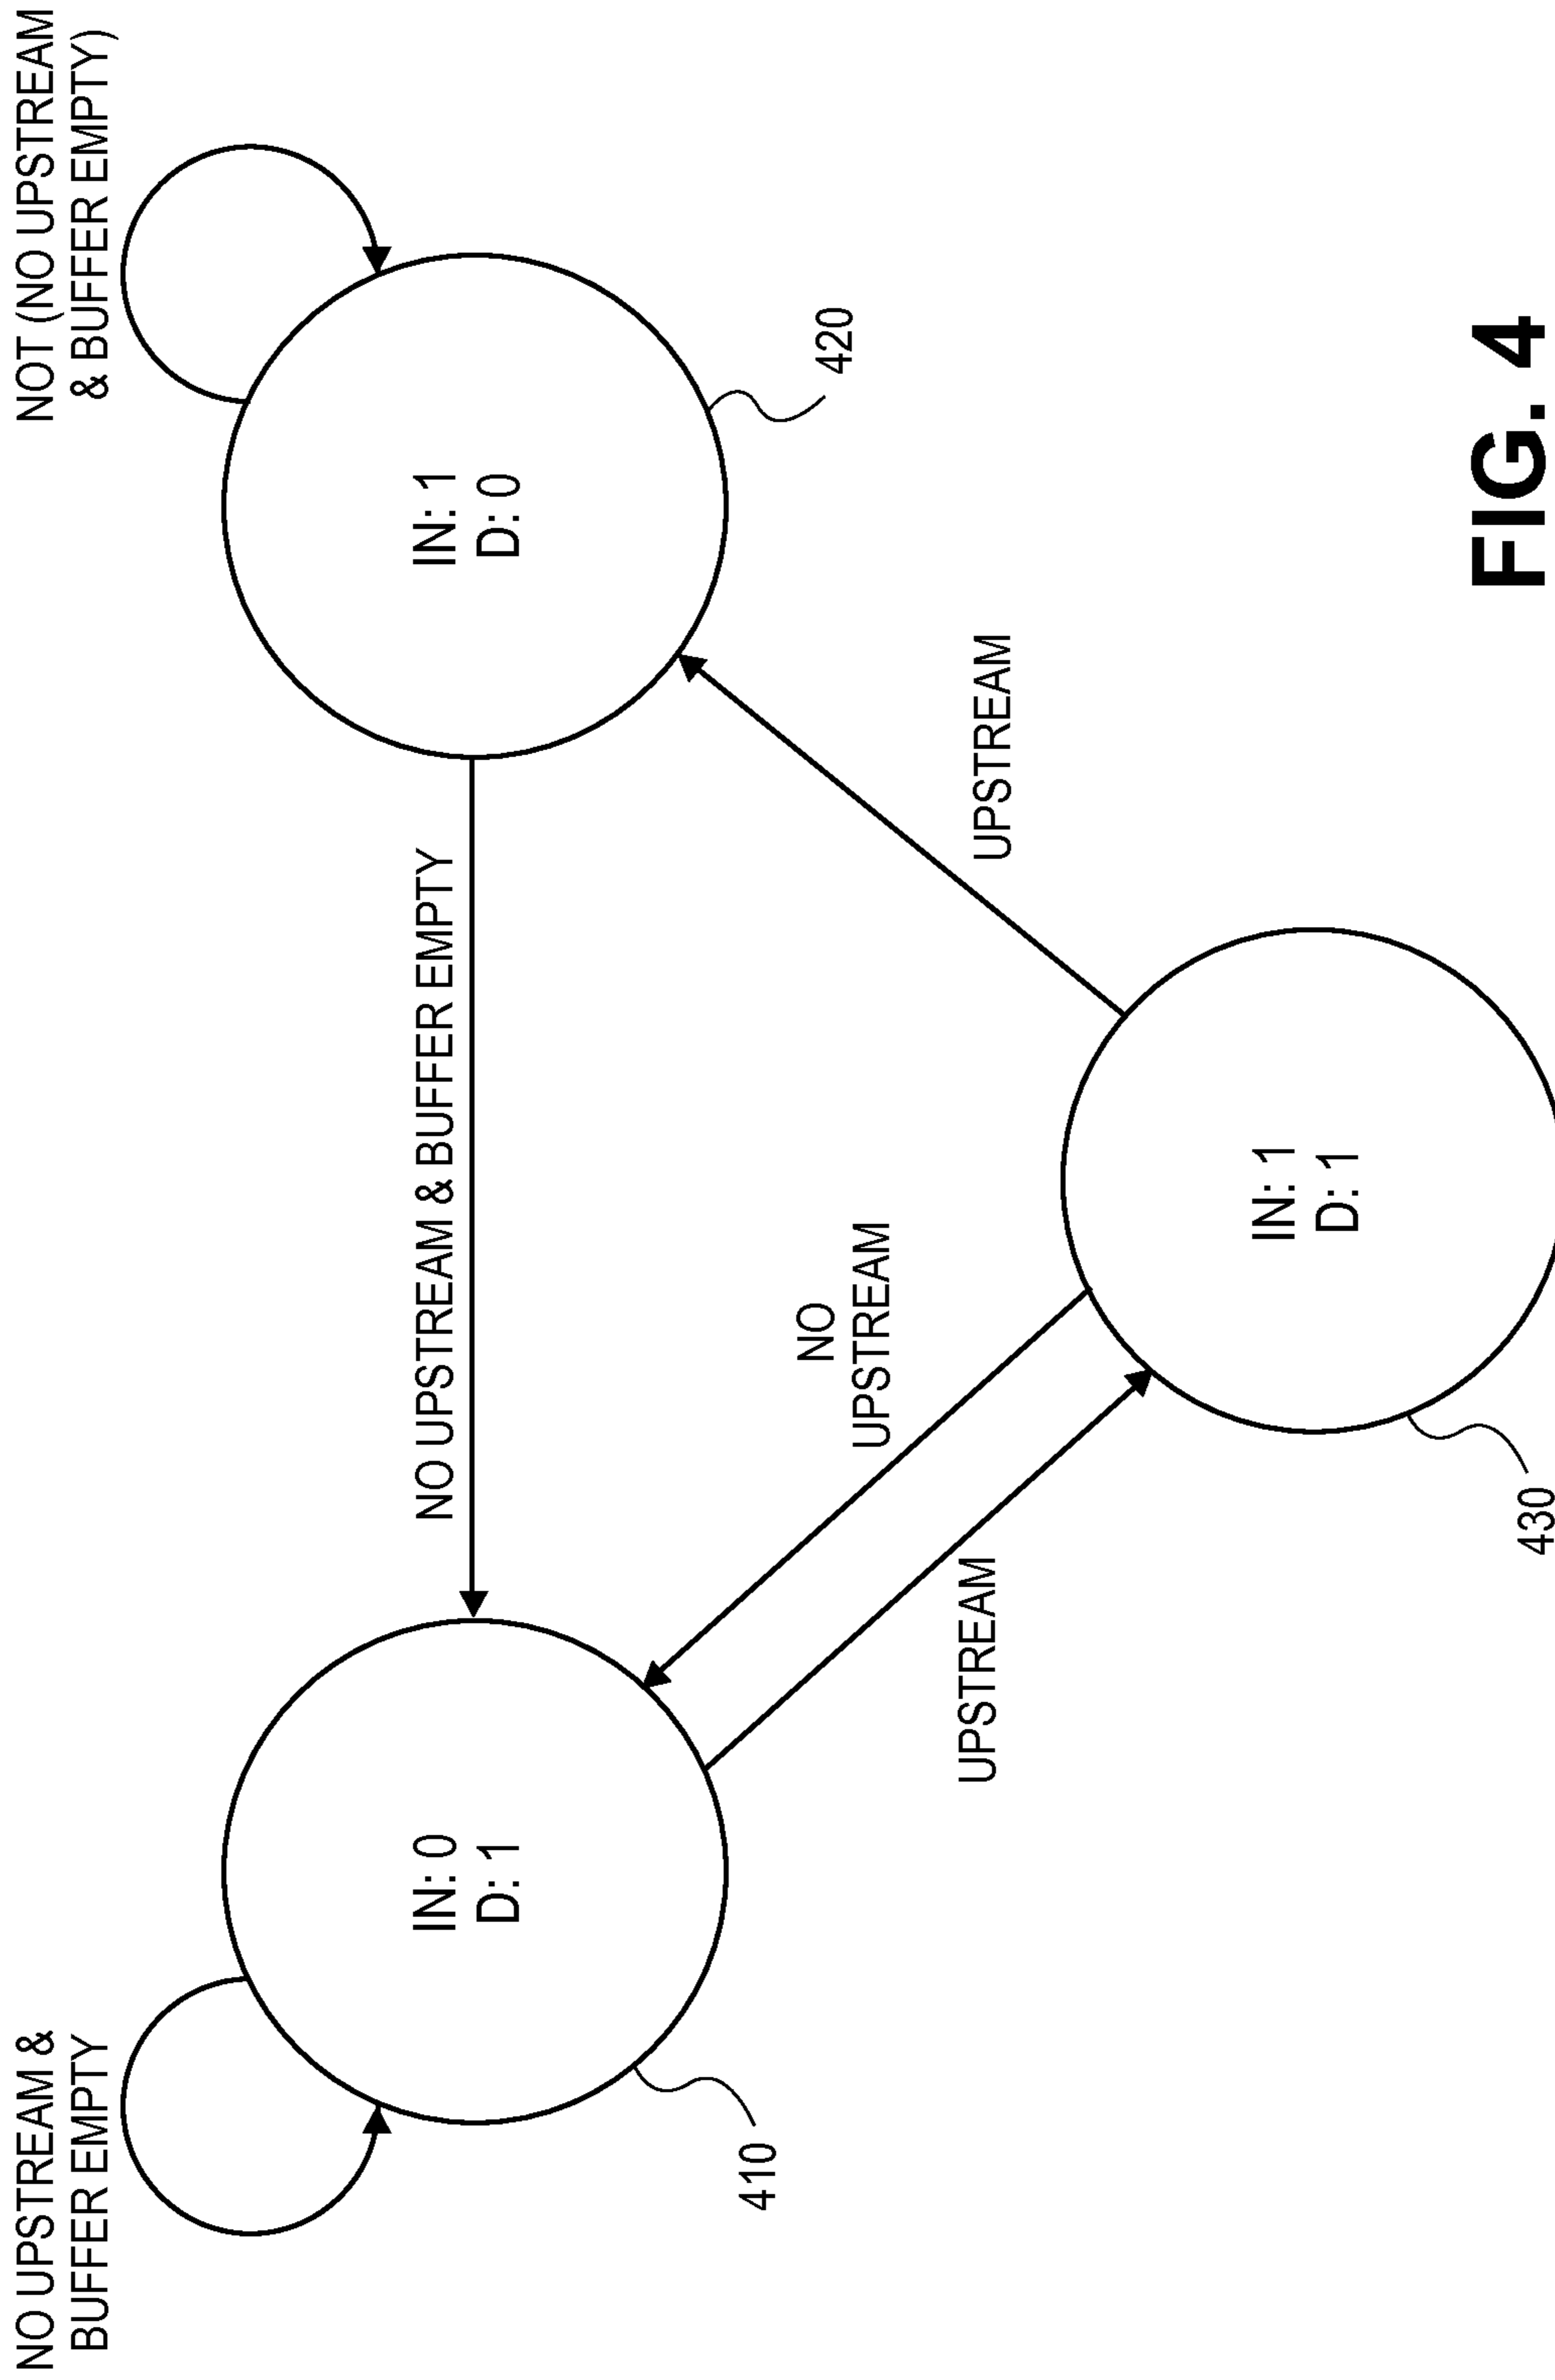 NO UPSTREAM &
BUFFER EMPTY
NOT (NO UPSTREAM
& BUFFER EMPTY)
IN: 0
D: 1
410
NO UPSTREAM & BUFFER EMPTY
IN: 1
D: 0
420
NO
UPSTREAM
UPSTREAM
UPSTREAM
IN: 1
D: 1
430
FIG. 4